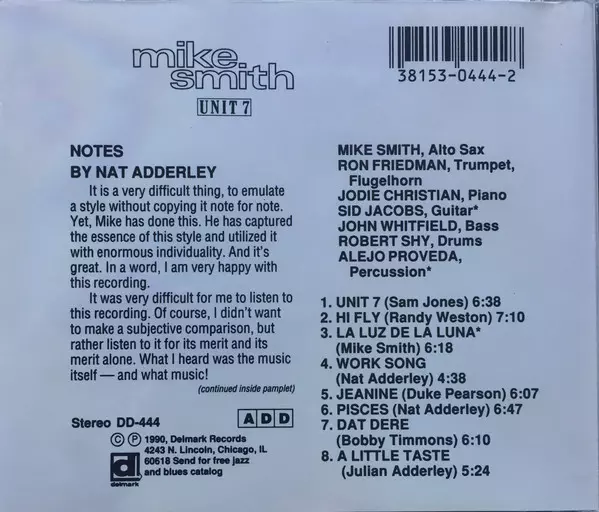 mike
smith
UNIT 7
38153-0444-2
NOTES
BY NAT ADDERLEY
It is a very difficult thing, to emulate
a style without copying it note for note.
Yet, Mike has done this. He has captured
the essence of this style and utilized it
with enormous individuality. And it's
great. In a word, I am very happy with
this recording.
It was very difficult for me to listen to
this recording. Of course, I didn't want
to make a subjective comparison, but
rather listen to it for its merit and its
merit alone. What I heard was the music
itself — and what music!
(continued inside pamplet)
Stereo DD-444
A D D
© ℗ 1990, Delmark Records
4243 N. Lincoln, Chicago, IL
60618 Send for free jazz
and blues catalog
d
delmark
MIKE SMITH, Alto Sax
RON FRIEDMAN, Trumpet,
Flugelhorn
JODIE CHRISTIAN, Piano
SID JACOBS, Guitar*
JOHN WHITFIELD, Bass
ROBERT SHY, Drums
ALEJO PROVEDA,
Percussion*
1. UNIT 7 (Sam Jones) 6:38
2. HI FLY (Randy Weston) 7:10
3. LA LUZ DE LA LUNA*
(Mike Smith) 6:18
4. WORK SONG
(Nat Adderley) 4:38
5. JEANINE (Duke Pearson) 6:07
6. PISCES (Nat Adderley) 6:47
7. DAT DERE
(Bobby Timmons) 6:10
8. A LITTLE TASTE
(Julian Adderley) 5:24